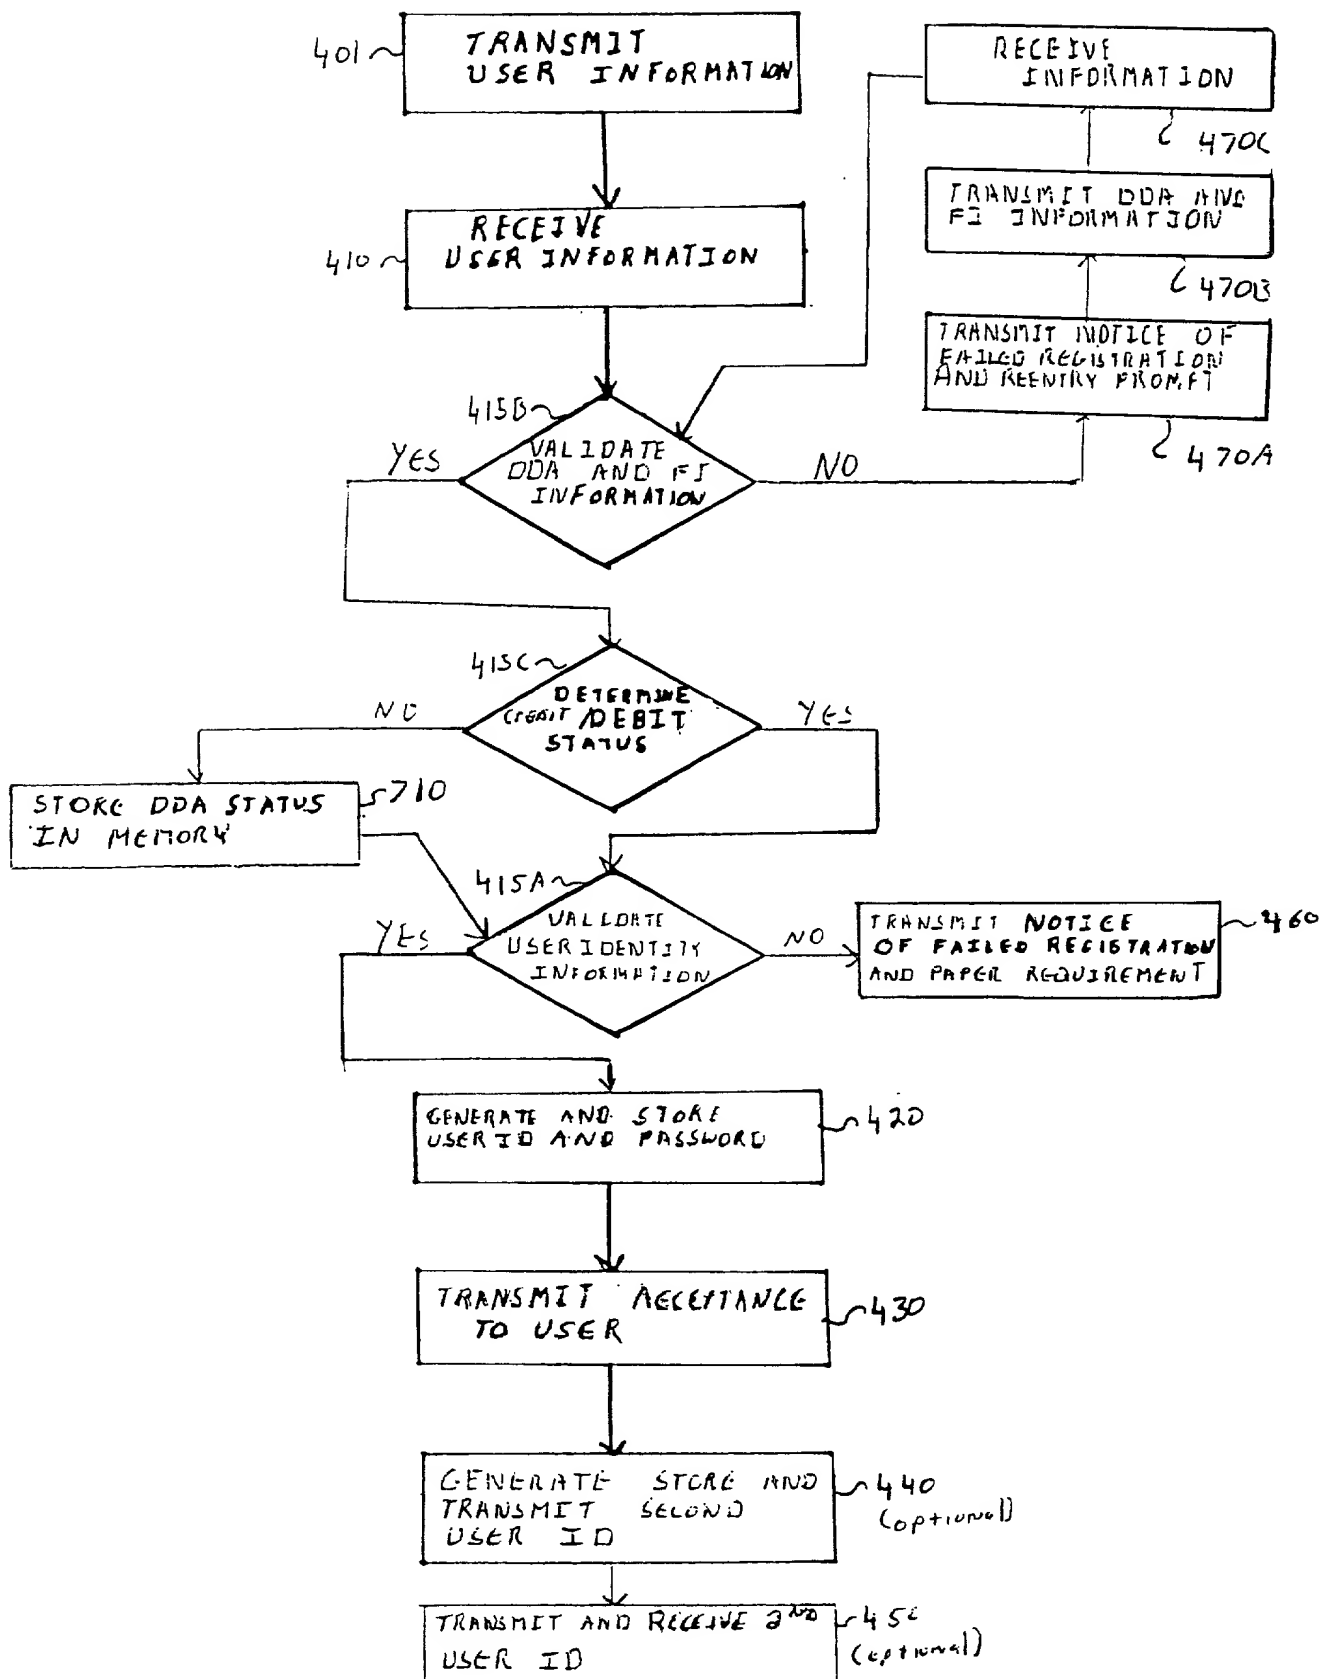 401
TRANSMIT
USER INFORMATION
RECEIVE
USER INFORMATION
410
RECEIVE
INFORMATION
470C
TRANSMIT DDA AND
FI INFORMATION
470B
TRANSMIT NOTICE OF
FAILED REGISTRATION
AND REENTRY PROMPT
470A
415B
VALIDATE
DDA AND FI
INFORMATION
YES
NO
415C
DETERMINE
CREDIT/DEBIT
STATUS
NO
YES
STORE DDA STATUS
IN MEMORY
710
415A
VALIDATE
USER IDENTITY
INFORMATION
YES
NO
TRANSMIT NOTICE
OF FAILED REGISTRATION
AND PAPER REQUIREMENT
460
GENERATE AND STORE
USER ID AND PASSWORD
420
TRANSMIT ACCEPTANCE
TO USER
430
GENERATE STORE AND
TRANSMIT SECOND
USER ID
440
(optional)
TRANSMIT AND RECEIVE 2ND
USER ID
(optional)